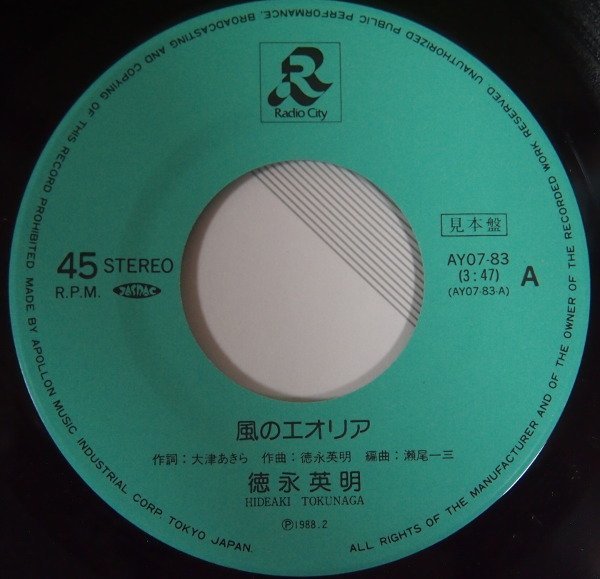 Radio City
見本盤
45 STEREO
R.P.M. JASRAC
AY07-83
(3:47)
(AY07-83-A)
A
風のエオリア
作詞：大津あきら 作曲：徳永英明 編曲：瀬尾一三
徳永英明
HIDEAKI TOKUNAGA
Ⓟ1988.2
ALL RIGHTS OF THE MANUFACTURER AND OF THE OWNER OF THE RECORDED WORK RESERVED UNAUTHORIZED PUBLIC PERFORMANCE, BROADCASTING AND COPYING OF THIS RECORD PROHIBITED MADE BY APOLLON MUSIC INDUSTRIAL CORP. TOKYO JAPAN.